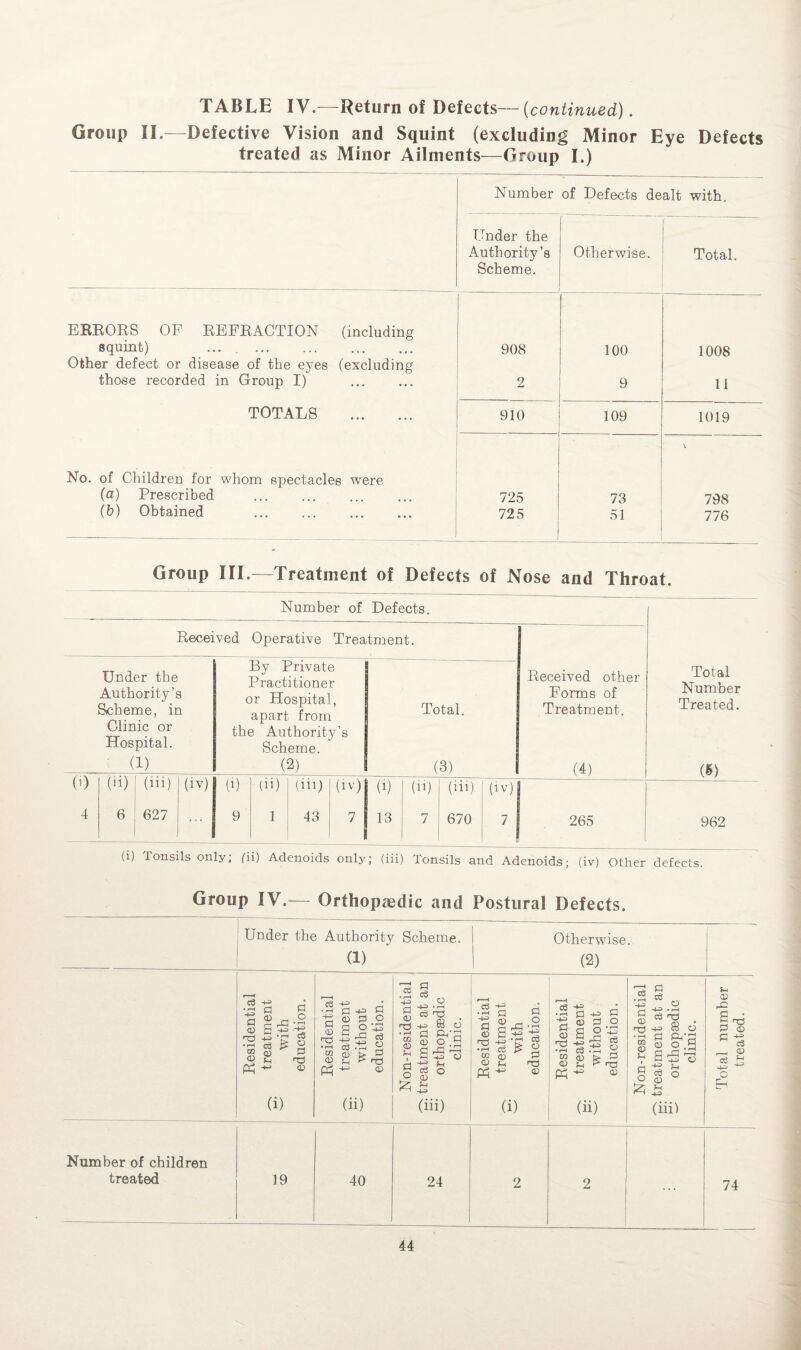 TABLE IV.—Return of Defects—(continued).
Group II.—Defective Vision and Squint (excluding Minor Eye Defects
treated as Minor Ailments—Group I.)
Number of Defects dealt with.
Under the Authority's Scheme. Otherwise. Total.
ERRORS OF REFRACTION (including
squint) ... ... ... ... ... 908 100 1008
Other defect or disease of the eyes (excluding
those recorded in Group I) ... ... 2 9 11
TOTALS ... ... 910 109 1019
No. of Children for whom spectacles were
(a) Prescribed ... ... ... ... 725 73 798
(b) Obtained ... ... ... ... 725 51 776
Group III.—Treatment of Defects of Nose and Throat.
Number of Defects.
Received Operative Treatment.
Under the Authority's Scheme, in Clinic or Hospital. (1)
By Private Practitioner or Hospital, apart from the Authority's Scheme. (2)
Total. (3)
Received other Forms of Treatment. (4)
Total Number Treated. (5)
(i) (ii) (iii) (iv) (i) (ii) (iii) (iv) (i) (ii) (iii) (iv)
4 6 627 ... 9 1 43 7 13 7 670 7 265 962
(i) Tonsils only; (ii) Adenoids only; (iii) Tonsils and Adenoids; (iv) Other defects.
Group IV.— Orthopædic and Postural Defects.
Under the Authority Scheme. (1)
Otherwise. (2)
Residential treatment with education. (i)
Residential treatment without education. (ii)
Non-residential treatment at an orthopædic clinic. (iii)
Residential treatment with education. (i)
Residential treatment without education. (ii)
Non-residential treatment at an orthopædic clinic. (iii)
Total number treated.
Number of children
treated 19 40 24 2 2 ... 74
44